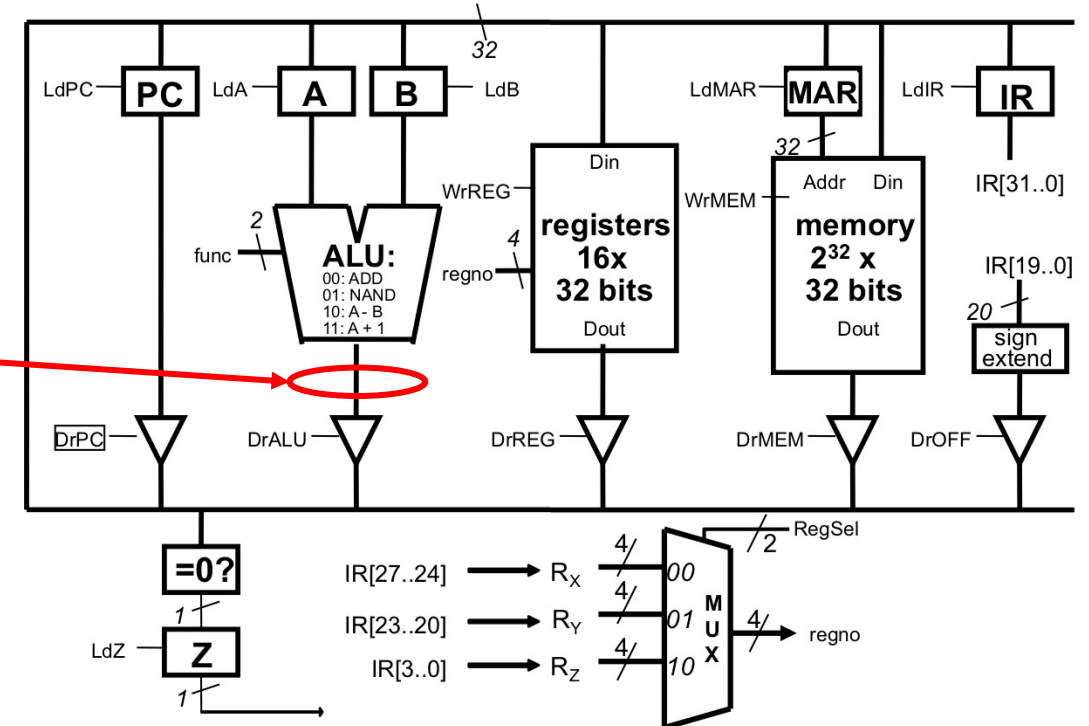 32
LdPC
PC
LdA
A
B
LdB
LdMAR
MAR
LdIR
IR
32
Din
WrREG
Addr Din
IR[31..0]
WrMEM
2
func
ALU:
00: ADD
01: NAND
10: A - B
11: A + 1
4
regno
registers
16x
32 bits
Dout
memory
2³² x
32 bits
Dout
IR[19..0]
20
sign
extend
DrPC
DrALU
DrREG
DrMEM
DrOFF
=0?
1
LdZ
Z
1
RegSel
2
IR[27..24]
RX
4
00
IR[23..20]
RY
4
01
IR[3..0]
RZ
4
10
M
U
X
4
regno